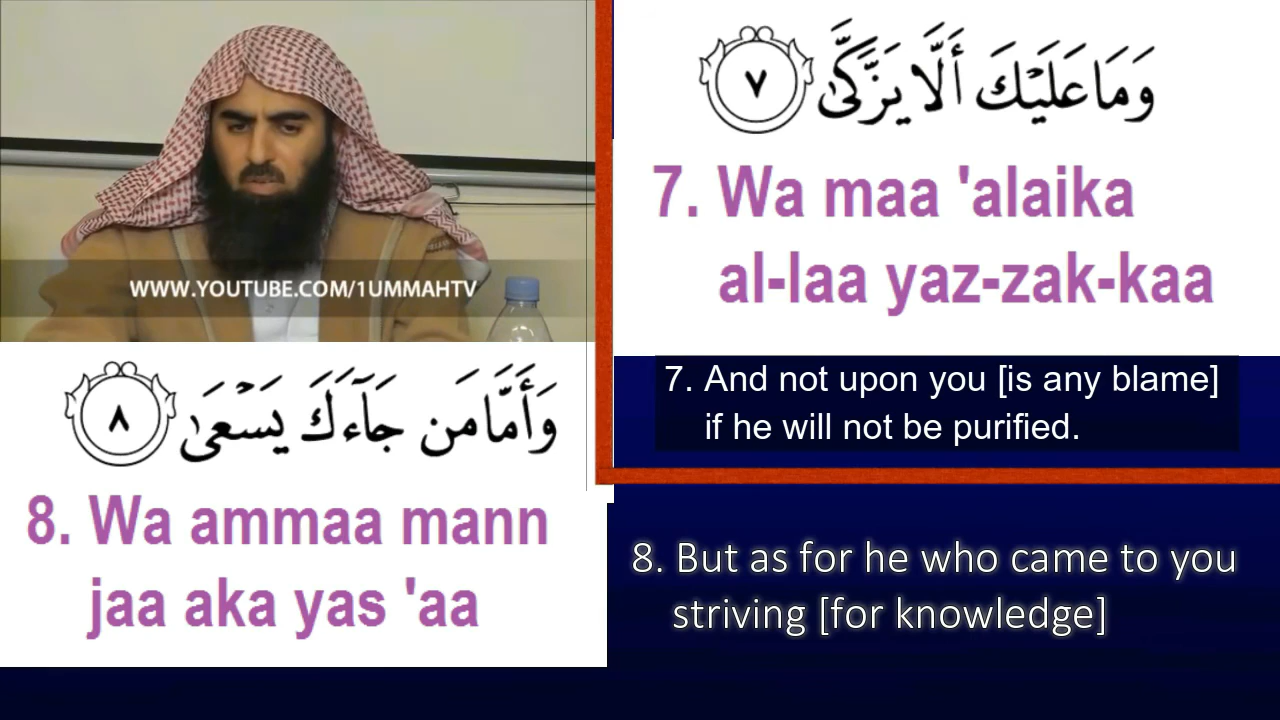 WWW.YOUTUBE.COM/1UMMAHTV
وَمَا عَلَيْكَ أَلَّا يَزَّكَّىٰ ٧
7. Wa maa 'alaika
al-laa yaz-zak-kaa
7. And not upon you [is any blame]
if he will not be purified.
وَأَمَّا مَن جَآءَكَ يَسْعَىٰ ٨
8. Wa ammaa mann
jaa aka yas 'aa
8. But as for he who came to you
striving [for knowledge]